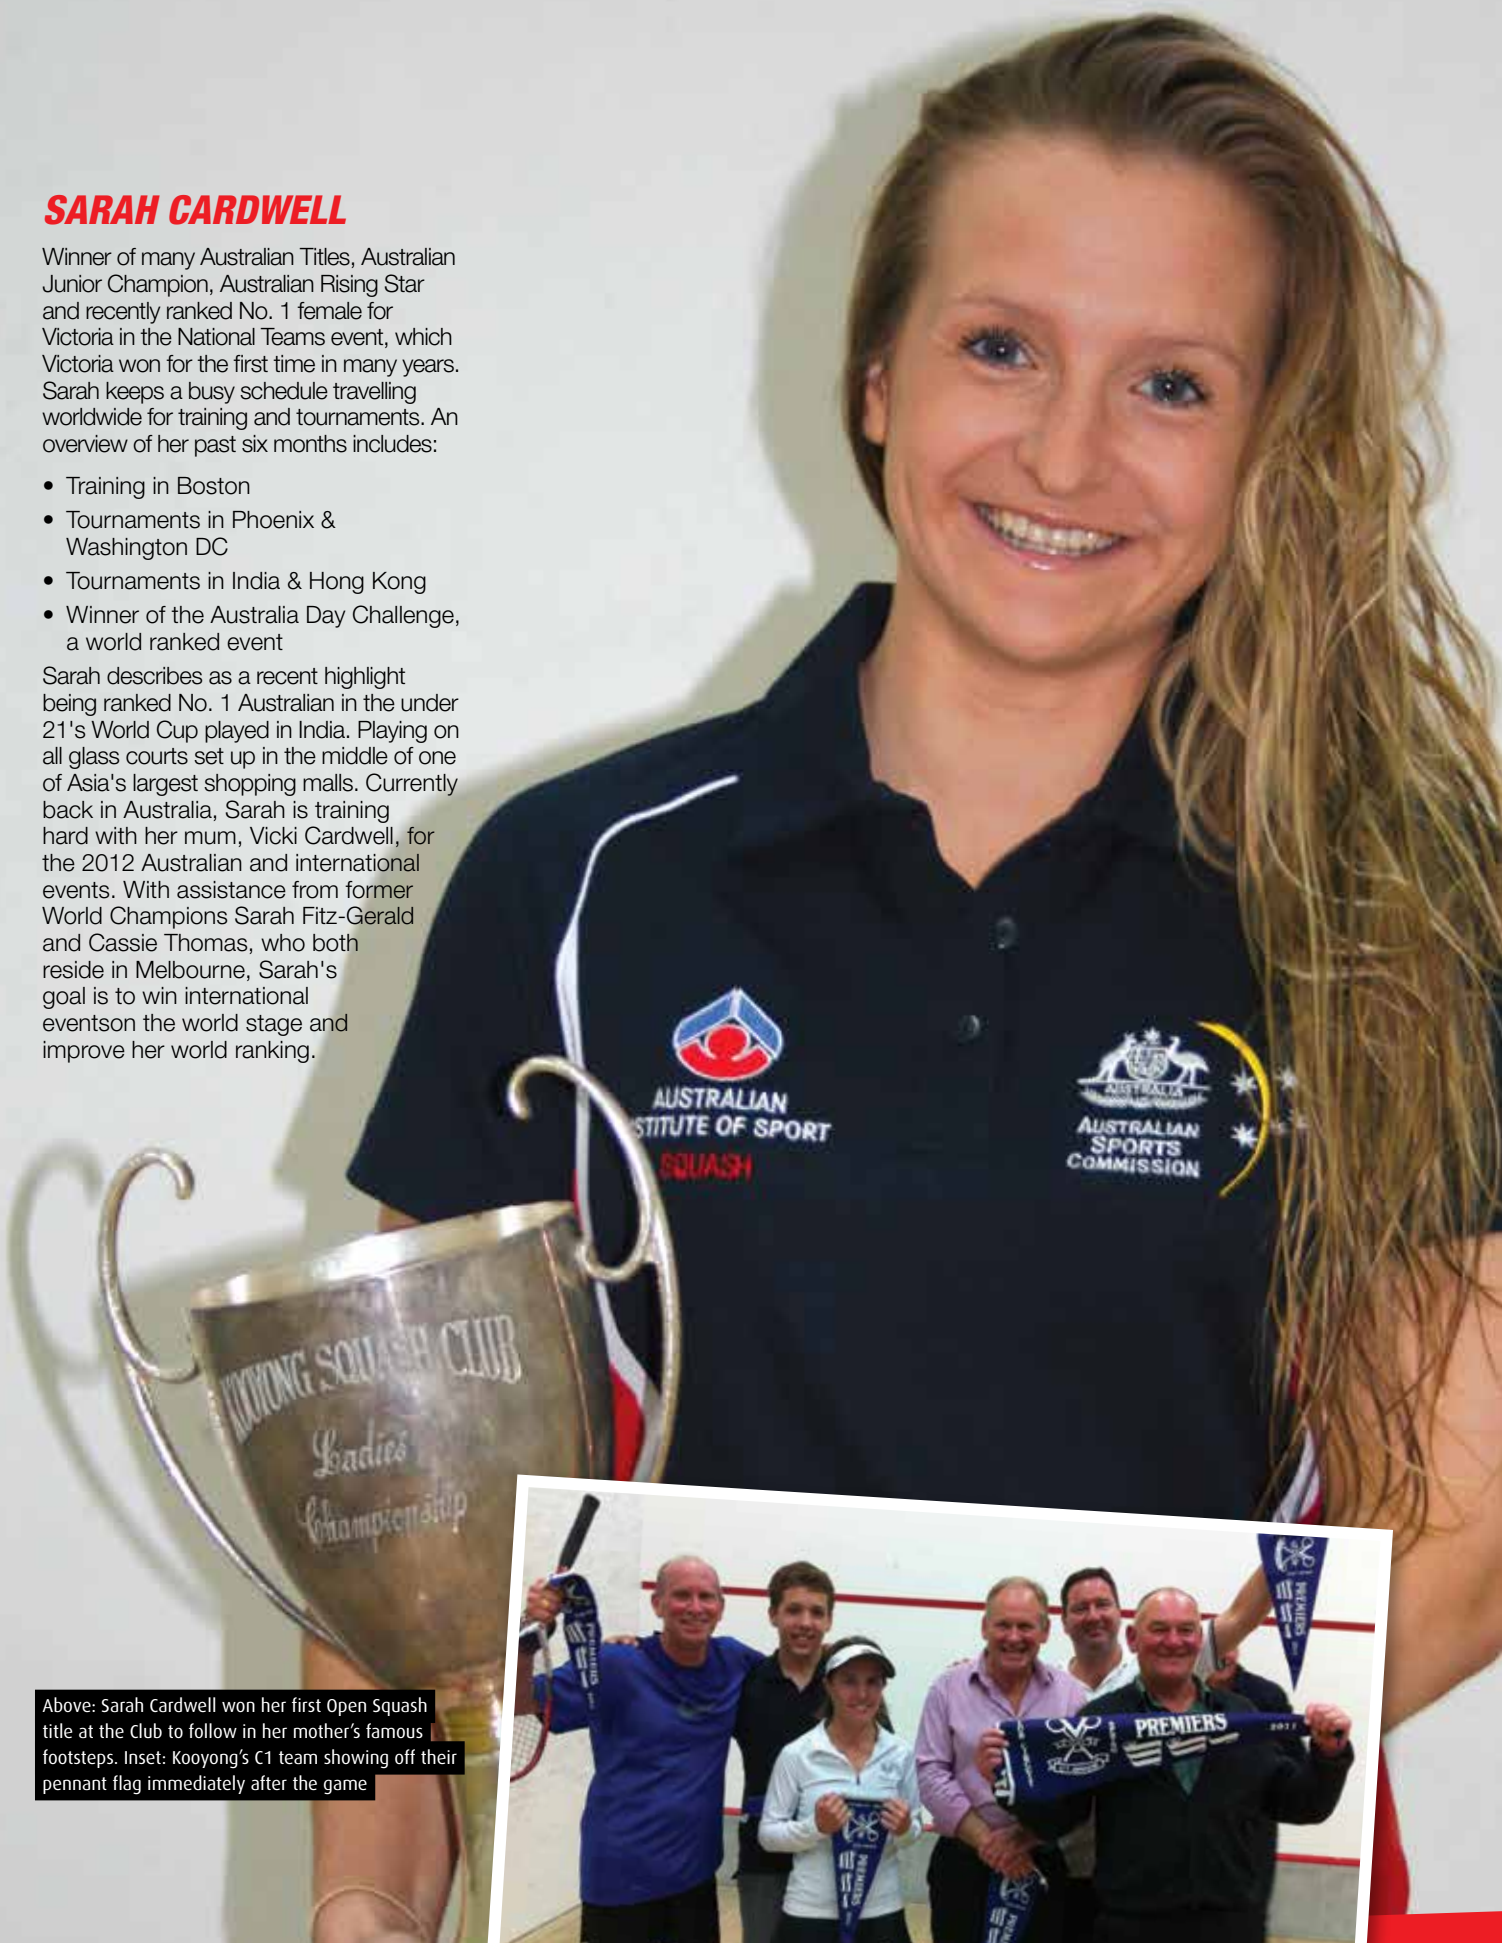 SARAH CARDWELL
Winner of many Australian Titles, Australian
Junior Champion, Australian Rising Star
and recently ranked No. 1 female for
Victoria in the National Teams event, which
Victoria won for the first time in many years.
Sarah keeps a busy schedule travelling
worldwide for training and tournaments. An
overview of her past six months includes:
• Training in Boston
• Tournaments in Phoenix &
Washington DC
• Tournaments in India & Hong Kong
• Winner of the Australia Day Challenge,
a world ranked event
Sarah describes as a recent highlight
being ranked No. 1 Australian in the under
21's World Cup played in India. Playing on
all glass courts set up in the middle of one
of Asia's largest shopping malls. Currently
back in Australia, Sarah is training
hard with her mum, Vicki Cardwell, for
the 2012 Australian and international
events. With assistance from former
World Champions Sarah Fitz-Gerald
and Cassie Thomas, who both
reside in Melbourne, Sarah's
goal is to win international
eventson the world stage and
improve her world ranking.
AUSTRALIAN
STITUTE OF SPORT
SQUASH
AUSTRALIA
AUSTRALIAN
SPORTS
COMMISSION
KOOYONG SQUASH CLUB
Ladies
Championship
Above: Sarah Cardwell won her first Open Squash
title at the Club to follow in her mother's famous
footsteps. Inset: Kooyong's C1 team showing off their
pennant flag immediately after the game
PREMIERS
PREMIERS
PREMIERS 2011
PREMIERS